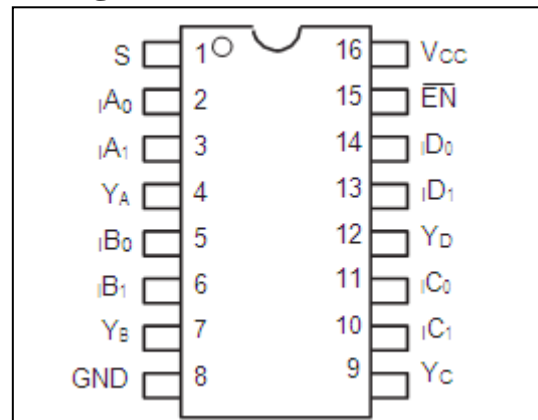 S 1 16 VCC
IA0 2 15 EN
IA1 3 14 ID0
YA 4 13 ID1
IB0 5 12 YD
IB1 6 11 IC0
YB 7 10 IC1
GND 8 9 YC